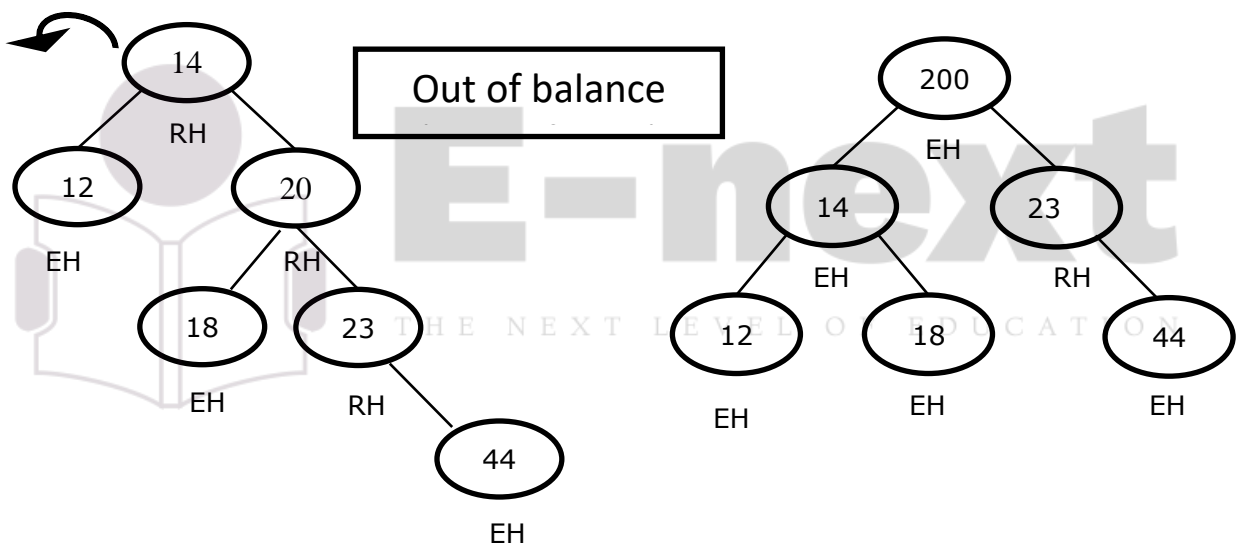 14
Out of balance
200
RH
EH
12
20
14
23
EH
RH
EH
RH
18
23
12
18
44
EH
RH
EH
EH
EH
44
EH
E-next
THE NEXT LEVEL OF EDUCATION